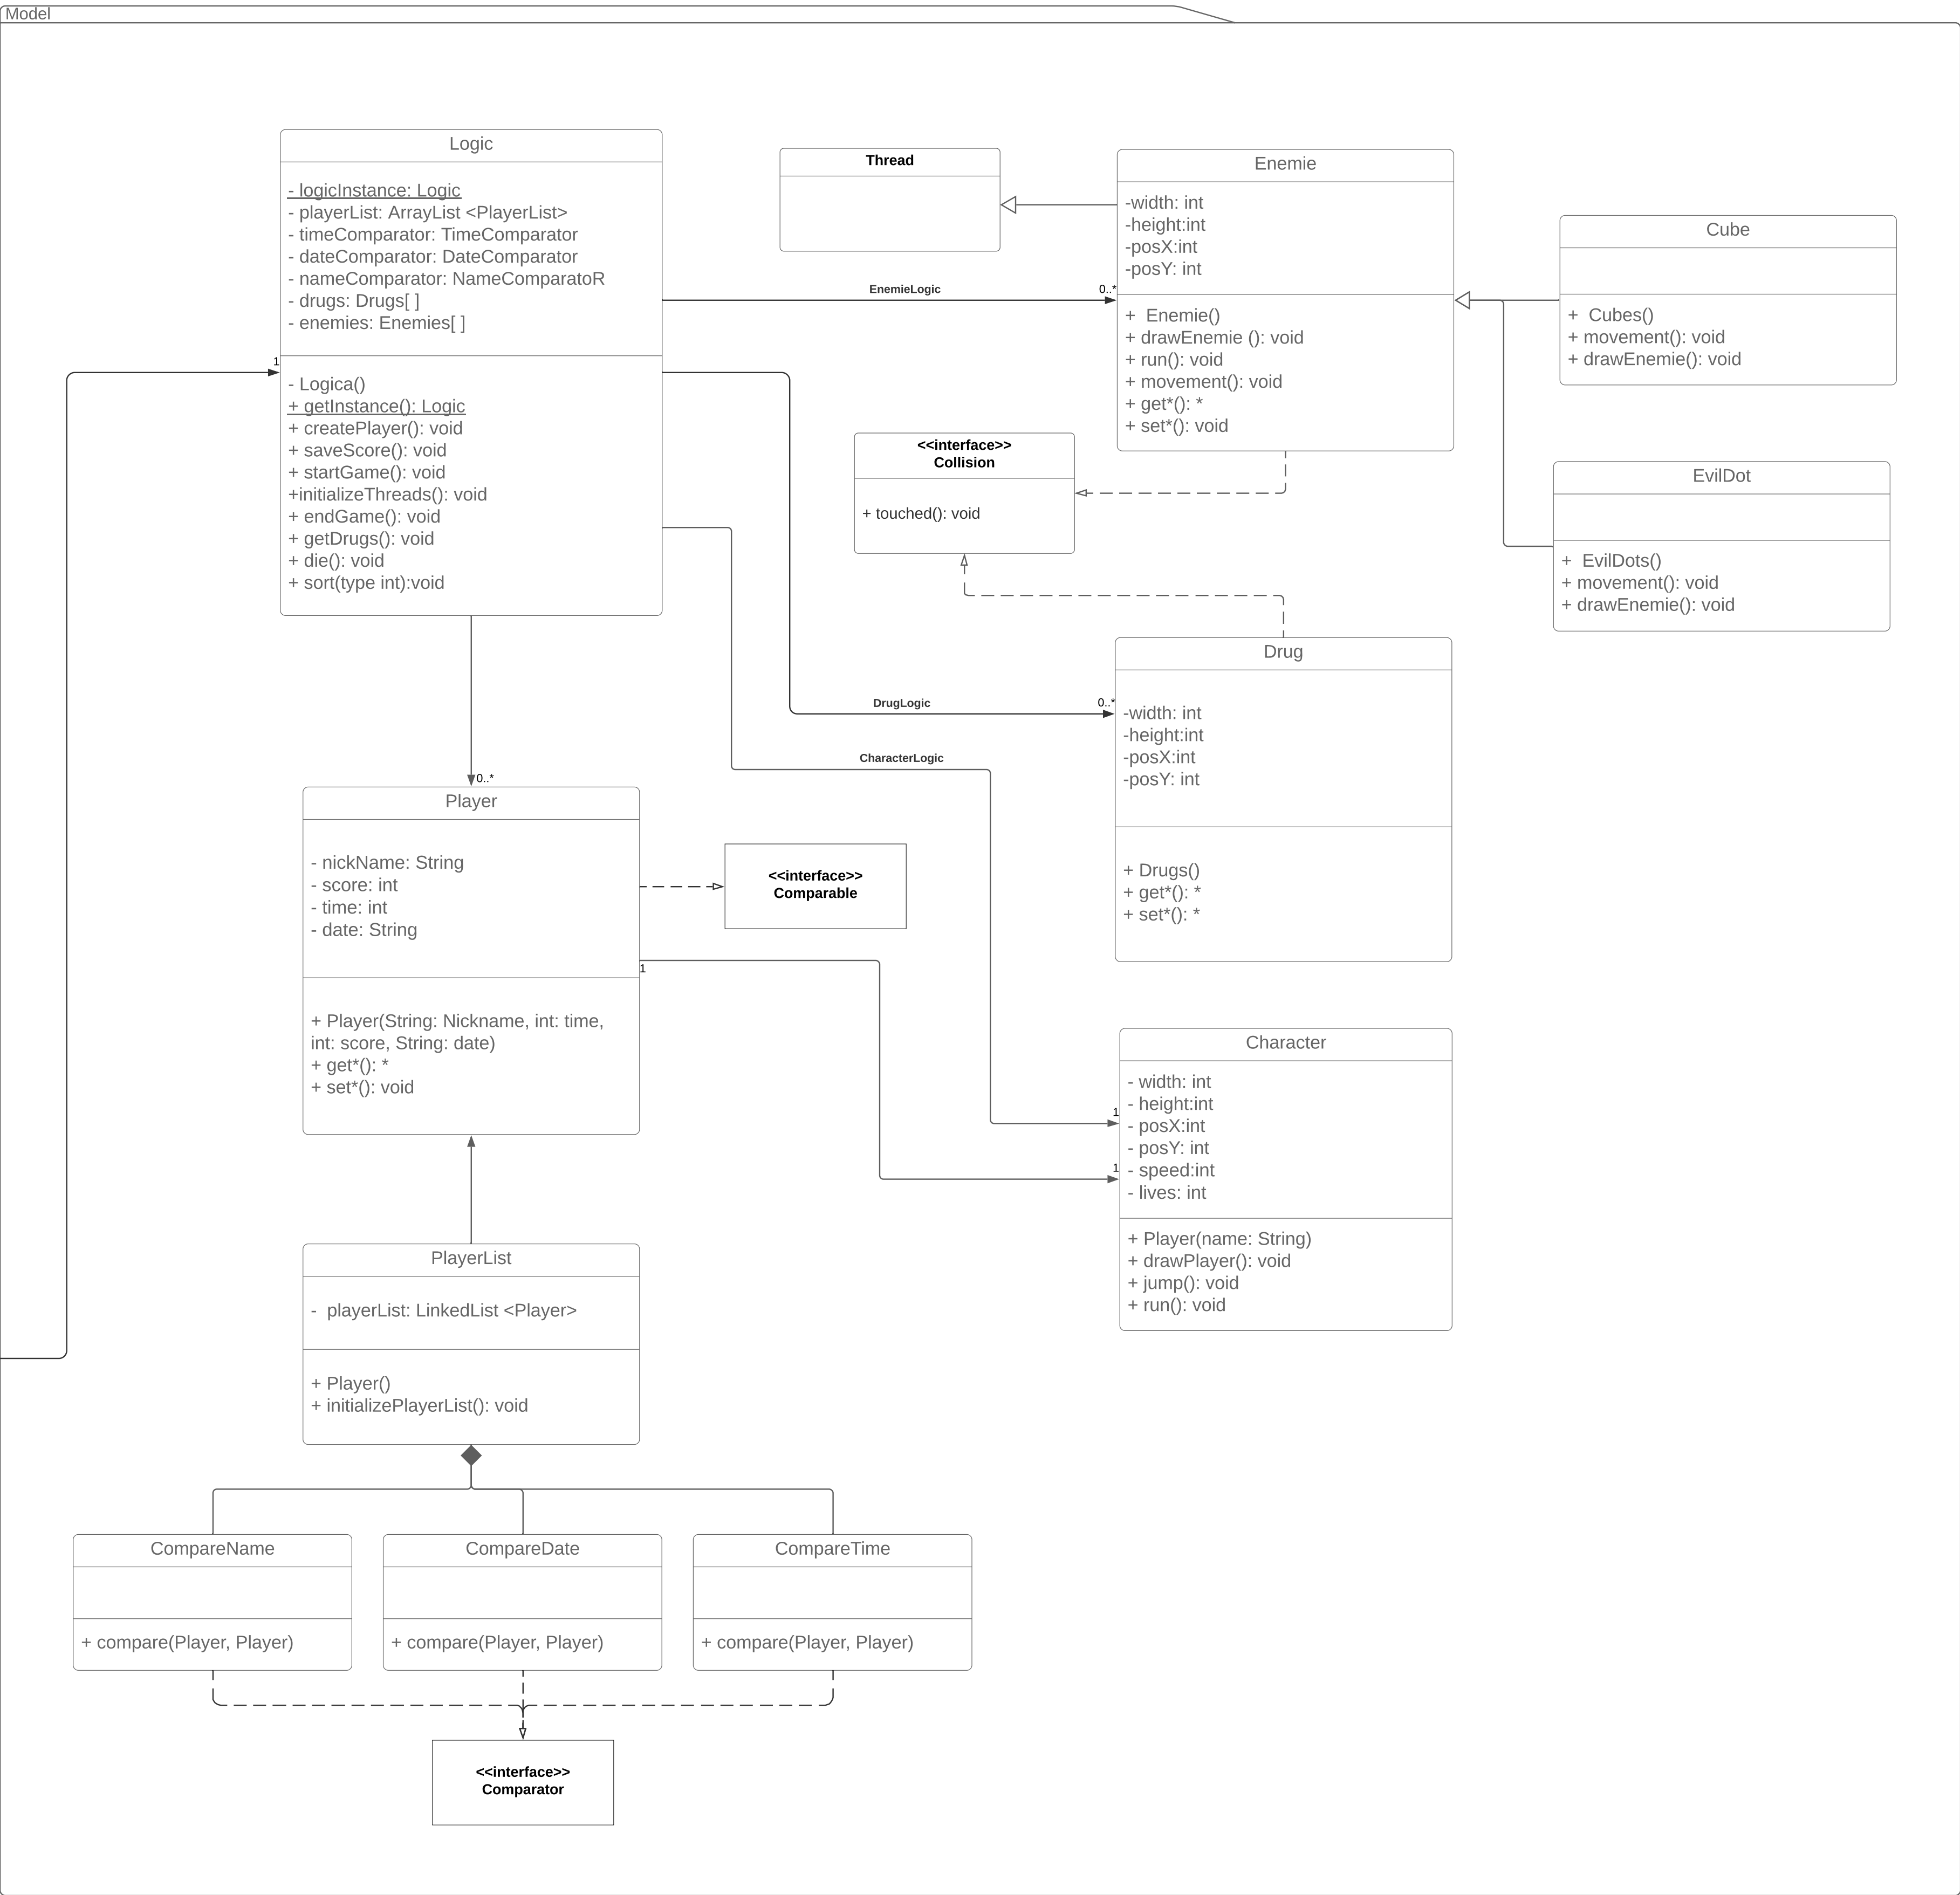 Model
Logic
- logicInstance: Logic
- playerList: ArrayList <PlayerList>
- timeComparator: TimeComparator
- dateComparator: DateComparator
- nameComparator: NameComparatoR
- drugs: Drugs[ ]
- enemies: Enemies[ ]
- Logica()
+ getInstance(): Logic
+ createPlayer(): void
+ saveScore(): void
+ startGame(): void
+initializeThreads(): void
+ endGame(): void
+ getDrugs(): void
+ die(): void
+ sort(type int):void
1
Thread
Enemie
-width: int
-height:int
-posX:int
-posY: int
+  Enemie()
+ drawEnemie (): void
+ run(): void
+ movement(): void
+ get*(): *
+ set*(): void
EnemieLogic
0..*
Cube
+  Cubes()
+ movement(): void
+ drawEnemie(): void
<<interface>>
Collision
+ touched(): void
EvilDot
+  EvilDots()
+ movement(): void
+ drawEnemie(): void
Drug
-width: int
-height:int
-posX:int
-posY: int
+ Drugs()
+ get*(): *
+ set*(): *
DrugLogic
0..*
CharacterLogic
0..*
Player
- nickName: String
- score: int
- time: int
- date: String
+ Player(String: Nickname, int: time,
int: score, String: date)
+ get*(): *
+ set*(): void
<<interface>>
Comparable
1
Character
- width: int
- height:int
- posX:int
- posY: int
- speed:int
- lives: int
+ Player(name: String)
+ drawPlayer(): void
+ jump(): void
+ run(): void
1
1
PlayerList
-  playerList: LinkedList <Player>
+ Player()
+ initializePlayerList(): void
CompareName
+ compare(Player, Player)
CompareDate
+ compare(Player, Player)
CompareTime
+ compare(Player, Player)
<<interface>>
Comparator